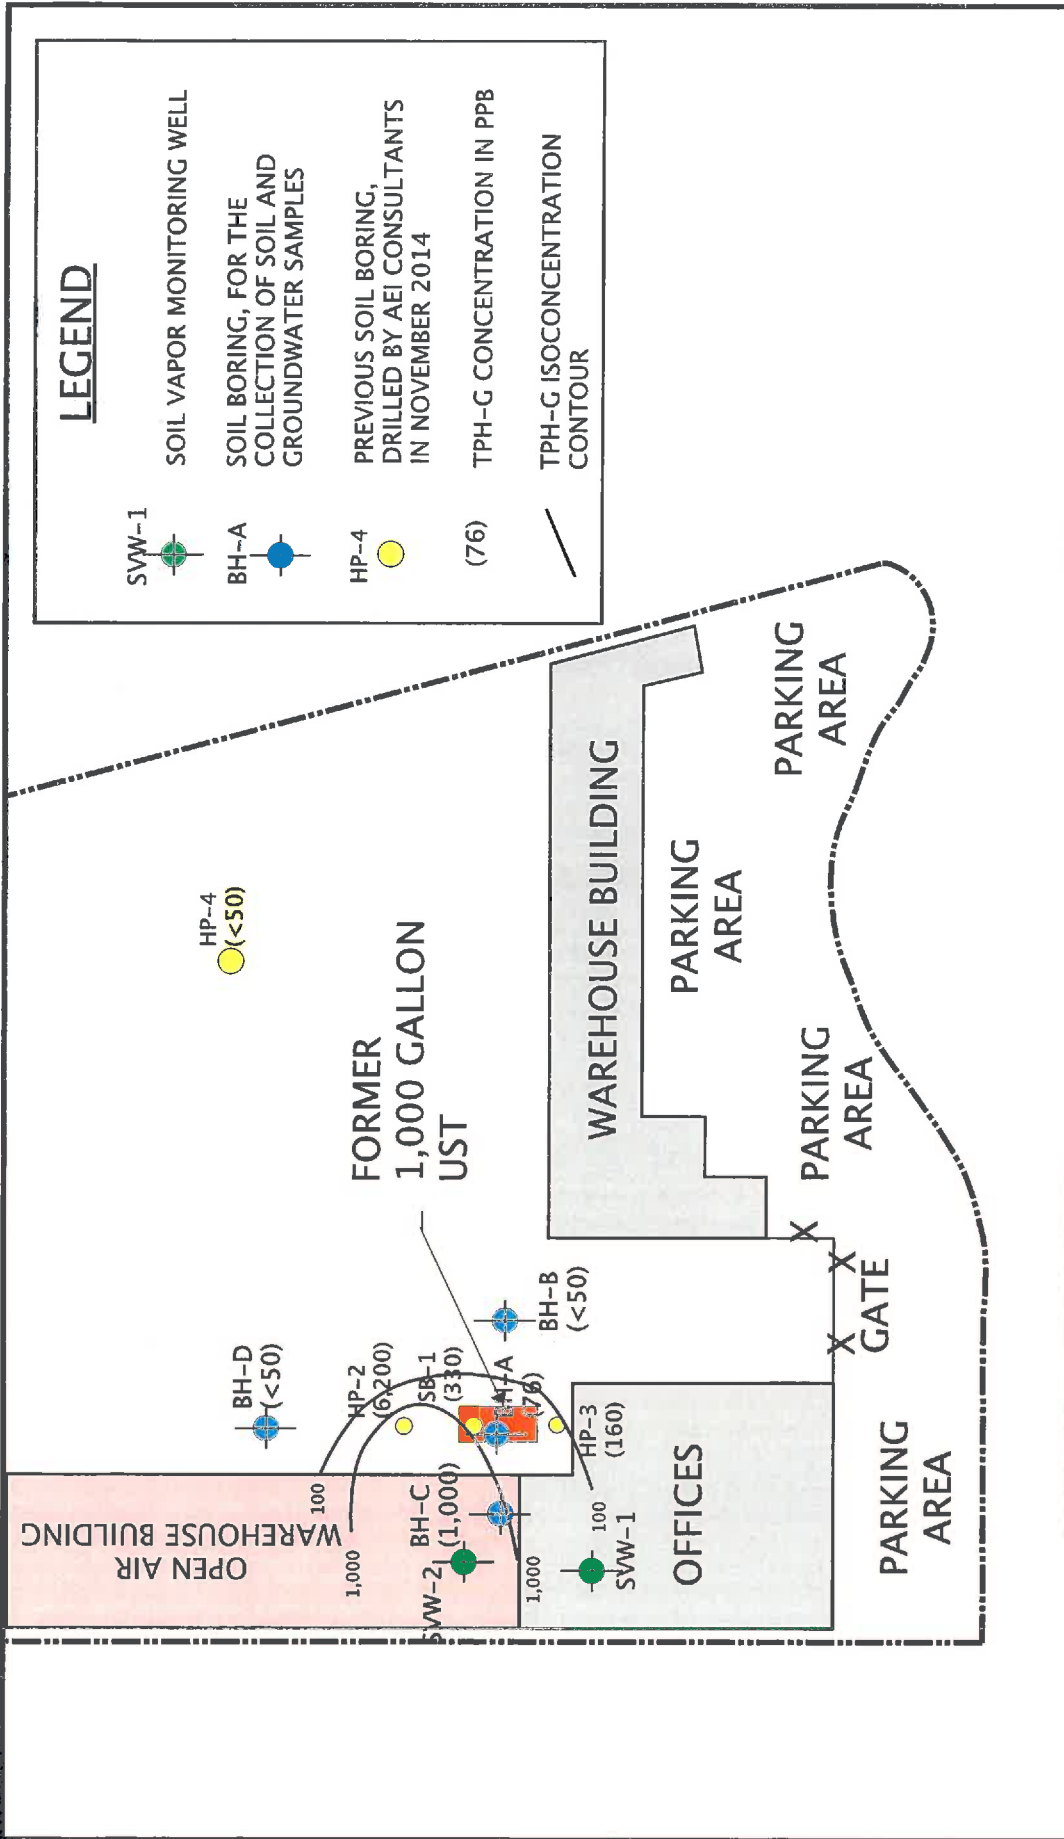 LEGEND
SVW-1
SOIL VAPOR MONITORING WELL
BH-A
SOIL BORING, FOR THE
COLLECTION OF SOIL AND
GROUNDWATER SAMPLES
HP-4
PREVIOUS SOIL BORING,
DRILLED BY AEI CONSULTANTS
IN NOVEMBER 2014
(76)
TPH-G CONCENTRATION IN PPB
TPH-G ISOCONCENTRATION
CONTOUR
HP-4
(<50)
FORMER
1,000 GALLON
UST
BH-D
(<50)
HP-2
(6,200)
SB-1
(330)
BH-A
(76)
BH-B
(<50)
HP-3
(160)
BH-C
(1,000)
SVW-2
SVW-1
100
1,000
1,000
100
OPEN AIR
WAREHOUSE BUILDING
OFFICES
WAREHOUSE BUILDING
GATE
X
X
X
PARKING
AREA
PARKING
AREA
PARKING
AREA
PARKING
AREA